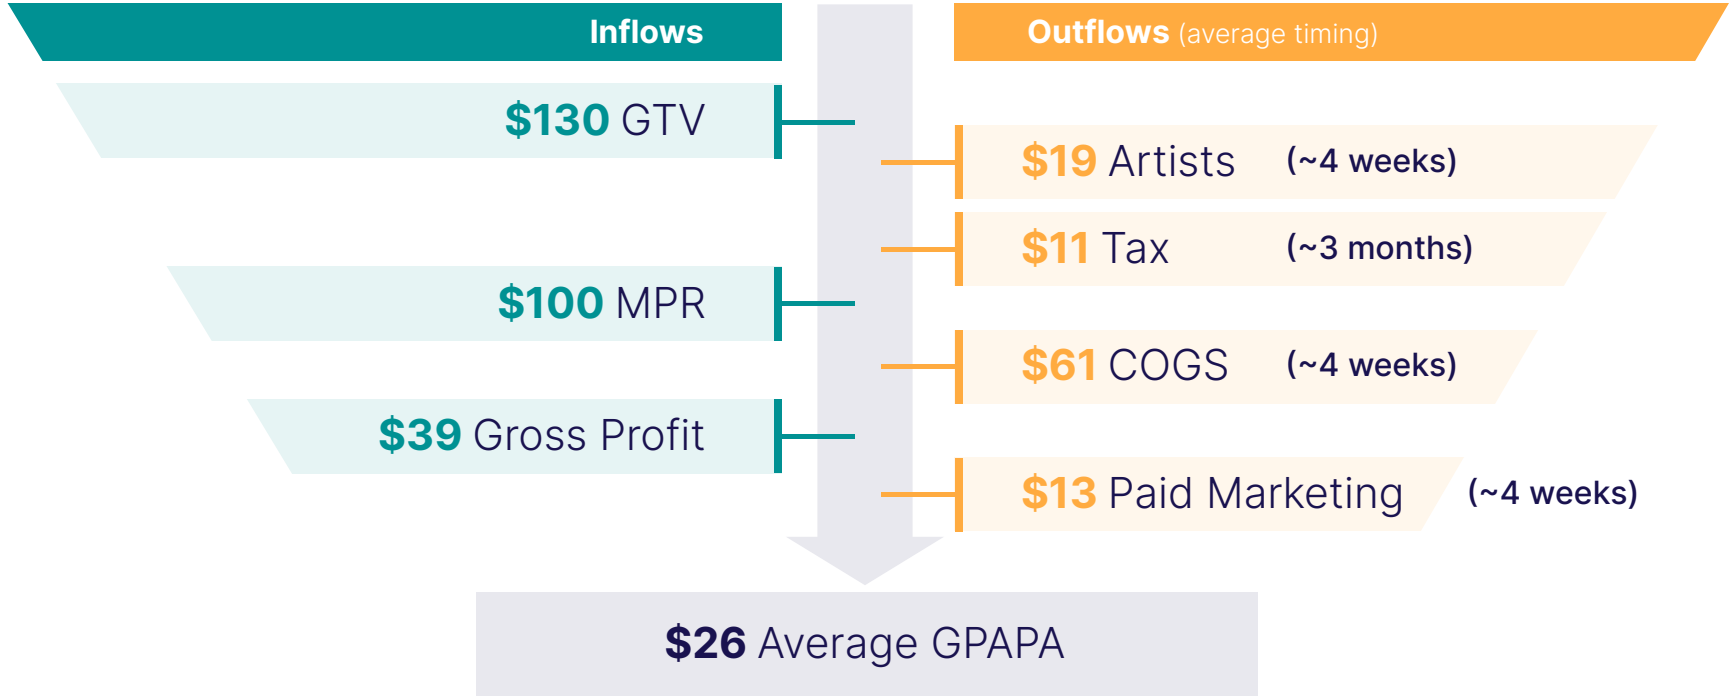 Inflows
Outflows (average timing)
$130 GTV
$19 Artists (~4 weeks)
$11 Tax (~3 months)
$100 MPR
$61 COGS (~4 weeks)
$39 Gross Profit
$13 Paid Marketing (~4 weeks)
$26 Average GPAPA